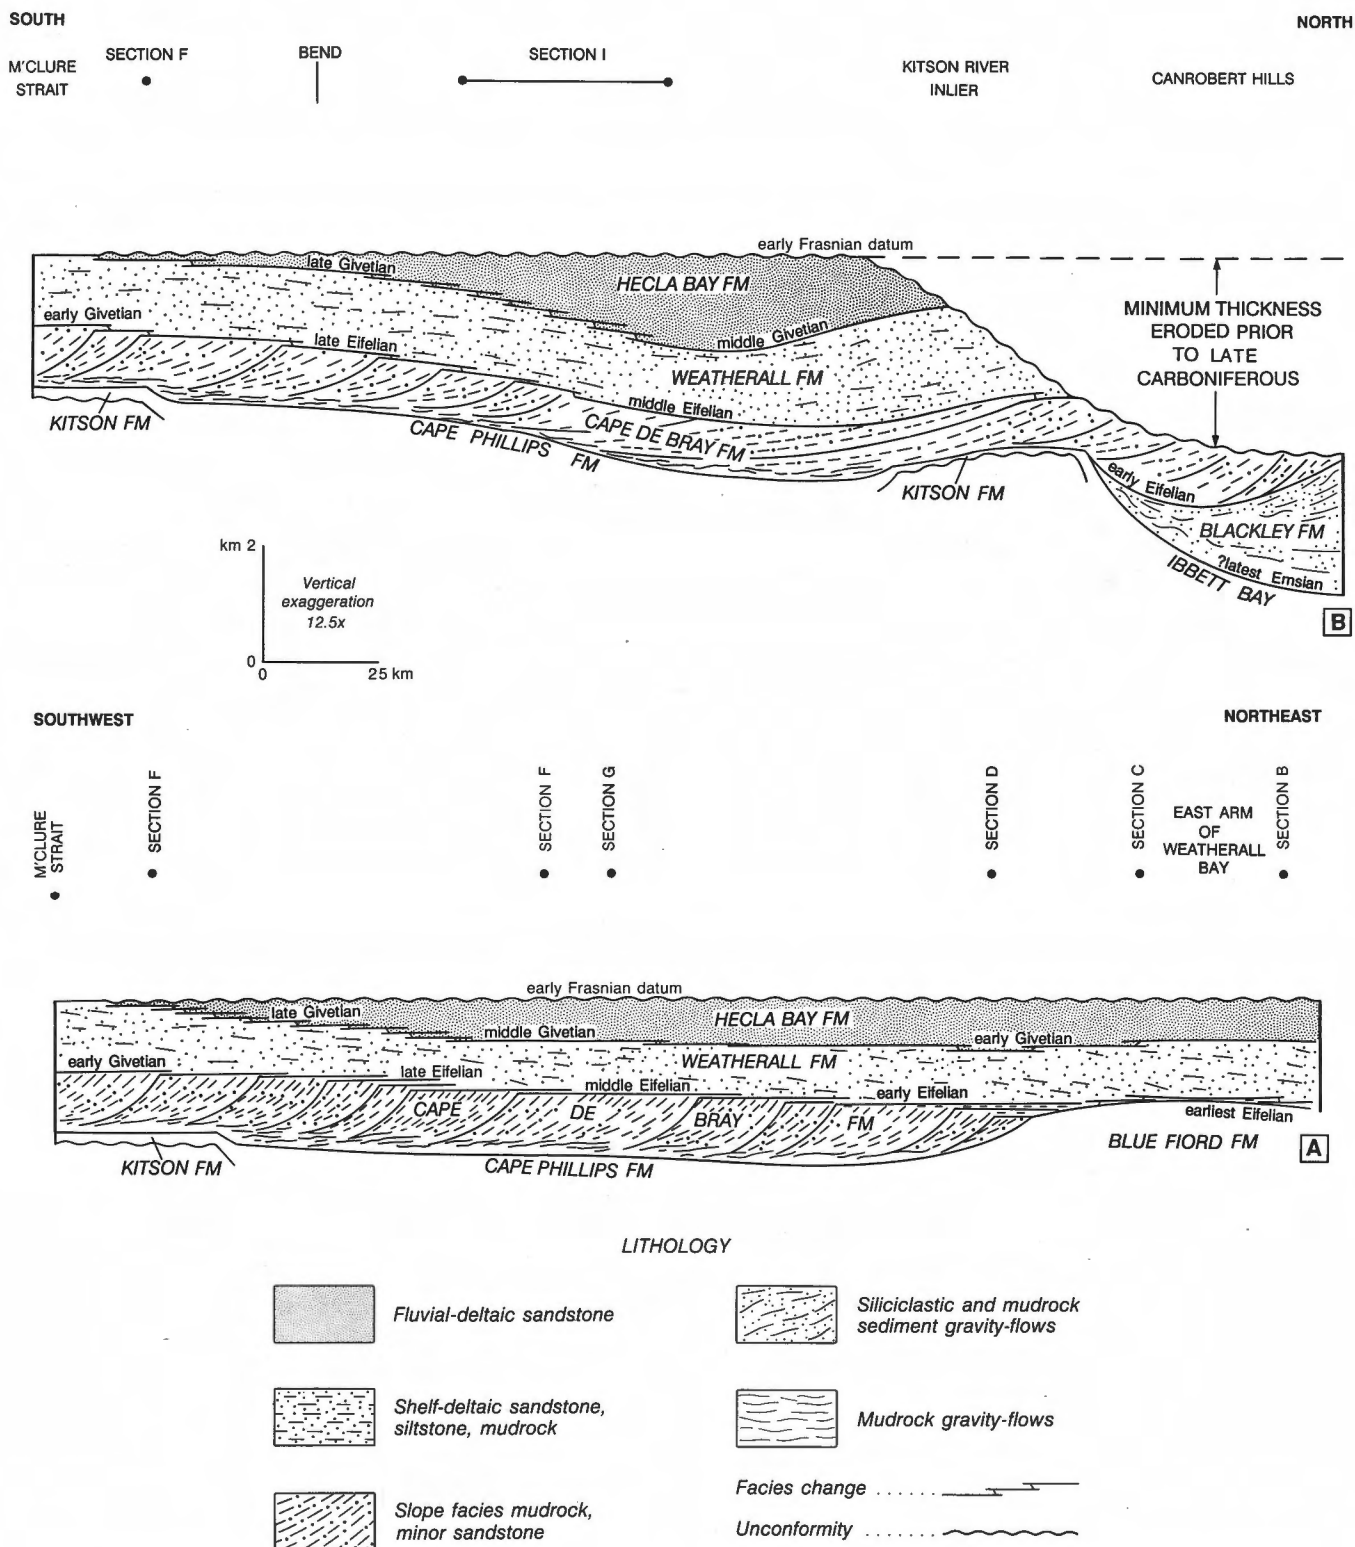 SOUTH
NORTH
M'CLURE
STRAIT
SECTION F
BEND
SECTION I
KITSON RIVER
INLIER
CANROBERT HILLS
early Frasnian datum
late Givetian
HECLA BAY FM
early Givetian
middle Givetian
MINIMUM THICKNESS
ERODED PRIOR
TO LATE
CARBONIFEROUS
late Eifelian
WEATHERALL FM
middle Eifelian
KITSON FM
CAPE PHILLIPS FM
CAPE DE BRAY FM
KITSON FM
early Eifelian
BLACKLEY FM
?latest Emsian
IBBETT BAY
B
km 2
Vertical
exaggeration
12.5x
0
0
25 km
SOUTHWEST
NORTHEAST
M'CLURE
STRAIT
SECTION F
SECTION F
SECTION G
SECTION D
SECTION C
EAST ARM
OF
WEATHERALL
BAY
SECTION B
early Frasnian datum
late Givetian
HECLA BAY FM
middle Givetian
early Givetian
early Givetian
WEATHERALL FM
late Eifelian
middle Eifelian
early Eifelian
CAPE DE BRAY FM
earliest Eifelian
BLUE FIORD FM
A
KITSON FM
CAPE PHILLIPS FM
LITHOLOGY
Fluvial-deltaic sandstone
Siliciclastic and mudrock
sediment gravity-flows
Shelf-deltaic sandstone,
siltstone, mudrock
Mudrock gravity-flows
Slope facies mudrock,
minor sandstone
Facies change ......
Unconformity ......